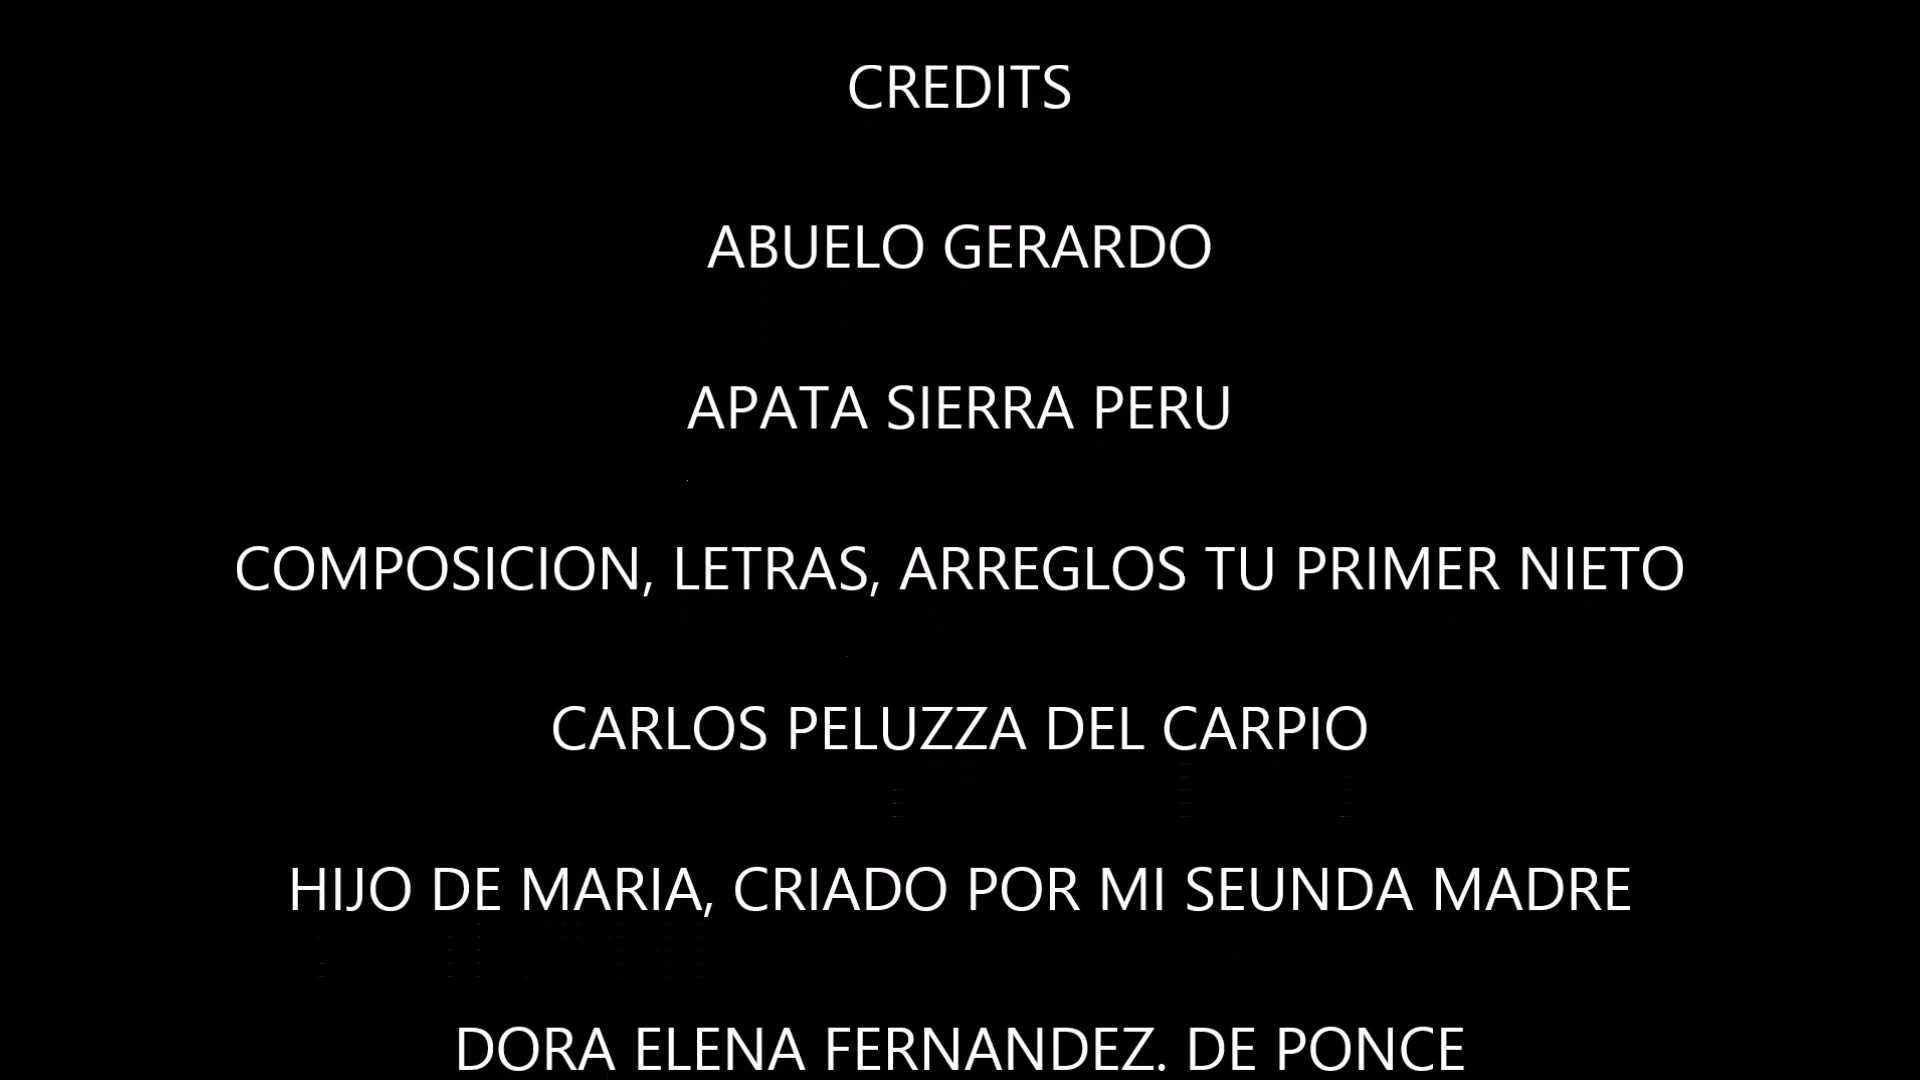 CREDITS
ABUELO GERARDO
APATA SIERRA PERU
COMPOSICION, LETRAS, ARREGLOS TU PRIMER NIETO
CARLOS PELUZZA DEL CARPIO
HIJO DE MARIA, CRIADO POR MI SEUNDA MADRE
DORA ELENA FERNANDEZ. DE PONCE